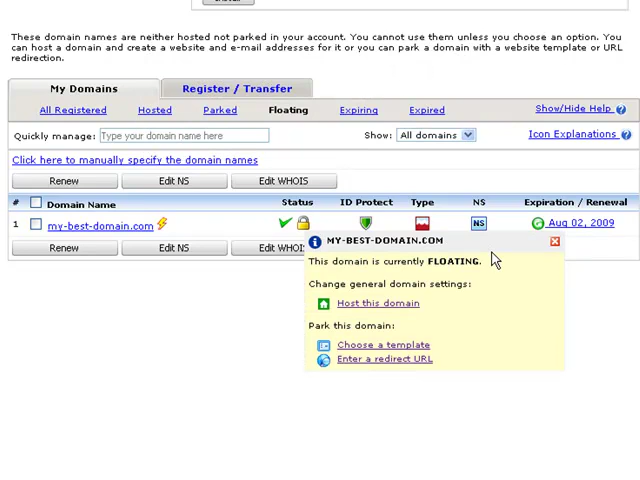 These domain names are neither hosted not parked in your account. You cannot use them unless you choose an option. You
can host a domain and create a website and e-mail addresses for it or you can park a domain with a website template or URL
redirection.
My Domains Register / Transfer
All Registered Hosted Parked Floating Expiring Expired Show/Hide Help ?
Quickly manage: Type your domain name here Show: All domains Icon Explanations ?
Click here to manually specify the domain names
Renew Edit NS Edit WHOIS
# Domain Name Status ID Protect Type NS Expiration / Renewal
1 my-best-domain.com NS Aug 02, 2009
Renew Edit NS Edit WHOIS
MY-BEST-DOMAIN.COM
This domain is currently FLOATING.
Change general domain settings:
Host this domain
Park this domain:
Choose a template
Enter a redirect URL